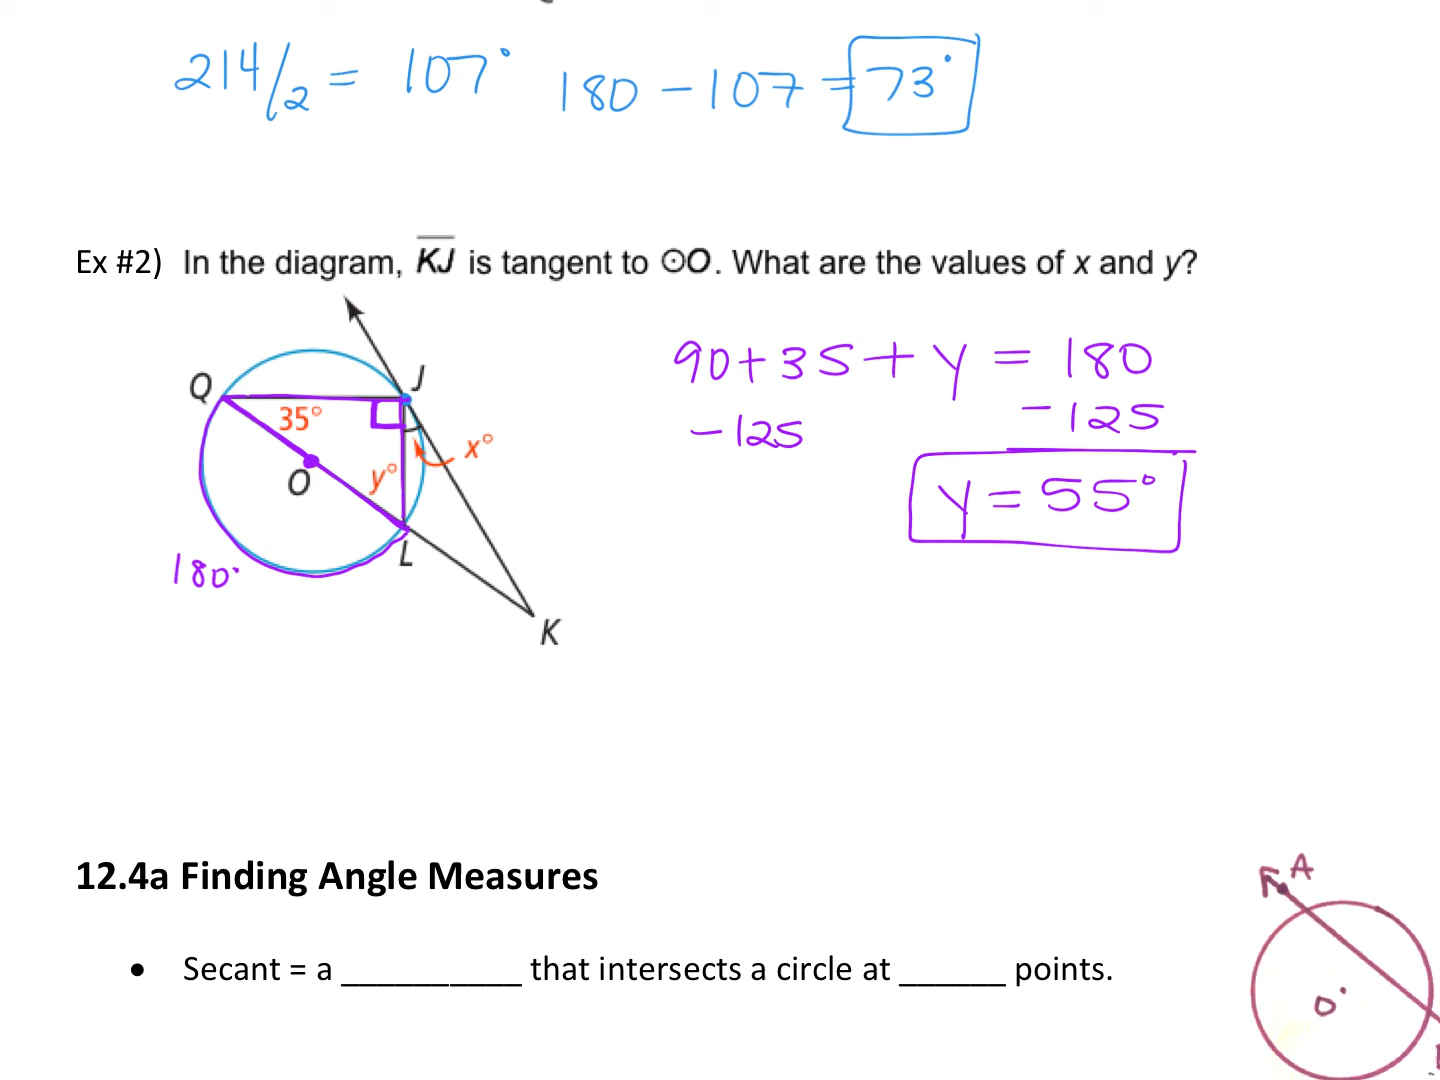 214/2 = 107° 180 - 107 = 73°
Ex #2) In the diagram, KJ is tangent to ⊙O. What are the values of x and y?
90 + 35 + y = 180
-125 -125
y = 55°
Q
J
35°
x°
O
y°
L
180°
K
12.4a Finding Angle Measures
A
• Secant = a __________ that intersects a circle at ______ points.
O